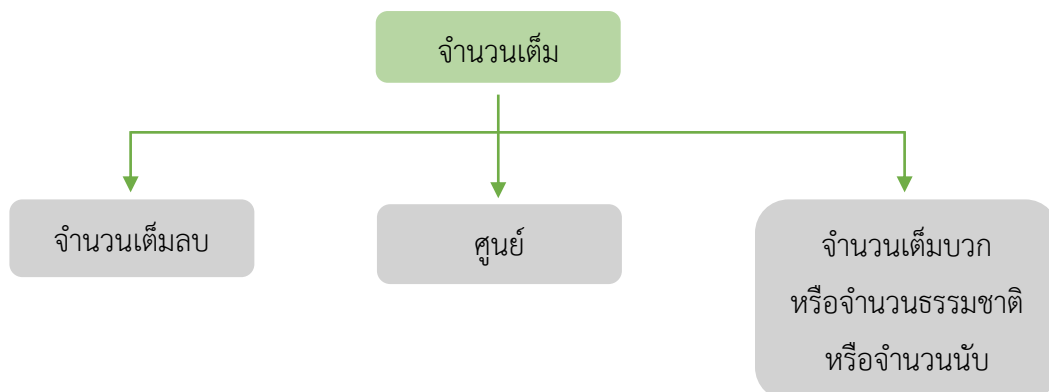 จำนวนเต็ม
จำนวนเต็มลบ
ศูนย์
จำนวนเต็มบวก
หรือจำนวนธรรมชาติ
หรือจำนวนนับ